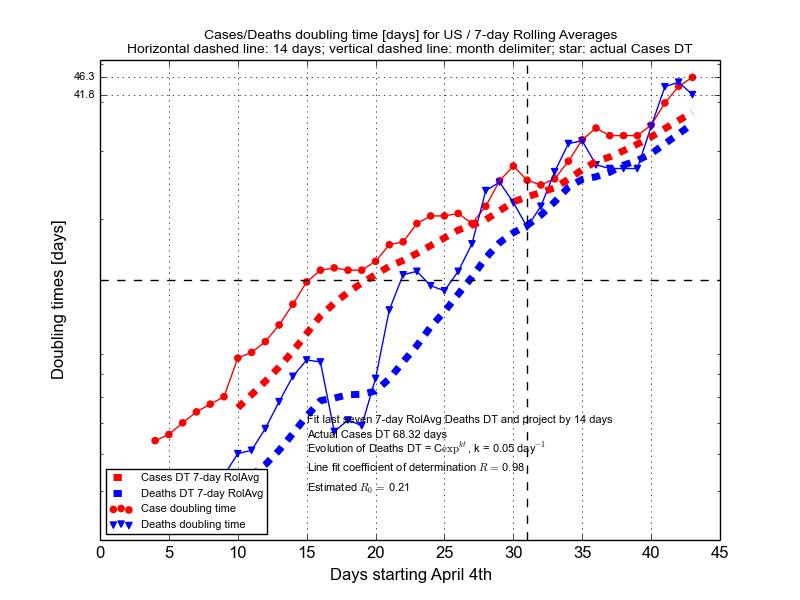 Cases/Deaths doubling time [days] for US / 7-day Rolling Averages
Horizontal dashed line: 14 days; vertical dashed line: month delimiter; star: actual Cases DT
46.3
41.8
Doubling times [days]
Fit last seven 7-day RolAvg Deaths DT and project by 14 days
Actual Cases DT 68.32 days
Evolution of Deaths DT = Cexp^{kt}, k = 0.05 day^{-1}
Line fit coefficient of determination R = 0.98
Estimated R_0 = 0.21
Cases DT 7-day RolAvg
Deaths DT 7-day RolAvg
Case doubling time
Deaths doubling time
0 5 10 15 20 25 30 35 40 45
Days starting April 4th